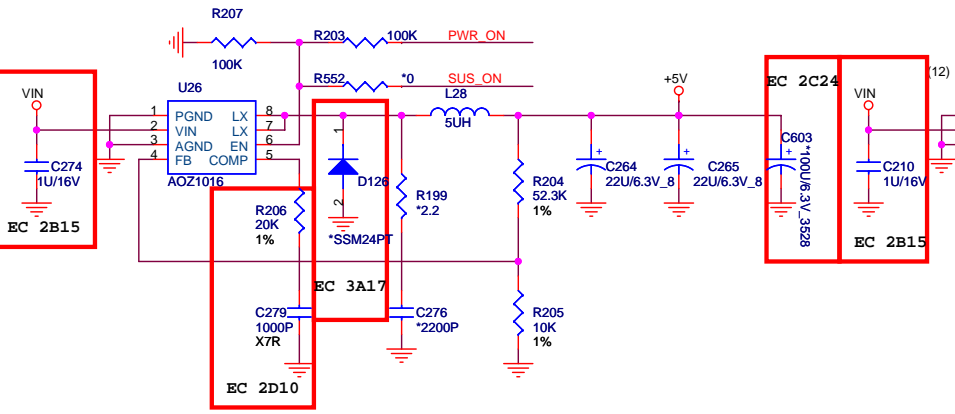 R207
100K
R203
100K
PWR_ON
R552
*0
SUS_ON
VIN
C274
1U/16V
EC 2B15
U26
1
2
3
4
PGND
VIN
AGND
FB
LX
LX
EN
COMP
8
7
6
5
AOZ1016
R206
20K
1%
C279
1000P
X7R
EC 2D10
1
2
D126
*SSM24PT
EC 3A17
R199
*2.2
C276
*2200P
L28
5UH
R204
52.3K
1%
R205
10K
1%
+5V
+
C264
22U/6.3V_8
+
C265
22U/6.3V_8
EC 2C24
+
C603
*100U/6.3V_3528
VIN
C210
1U/16V
EC 2B15
(12)